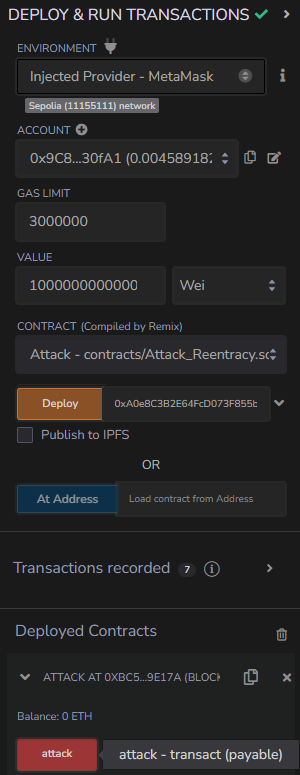 DEPLOY & RUN TRANSACTIONS
ENVIRONMENT
Injected Provider - MetaMask
Sepolia (11155111) network
ACCOUNT
0x9C8...30fA1 (0.004589182
GAS LIMIT
3000000
VALUE
1000000000000
Wei
CONTRACT (Compiled by Remix)
Attack - contracts/Attack_Reentracy.so
Deploy
0xA0e8C3B2E64FcD073F855b
Publish to IPFS
OR
At Address
Load contract from Address
Transactions recorded 7 i
Deployed Contracts
ATTACK AT 0XBC5...9E17A (BLOCK
Balance: 0 ETH
attack
attack - transact (payable)